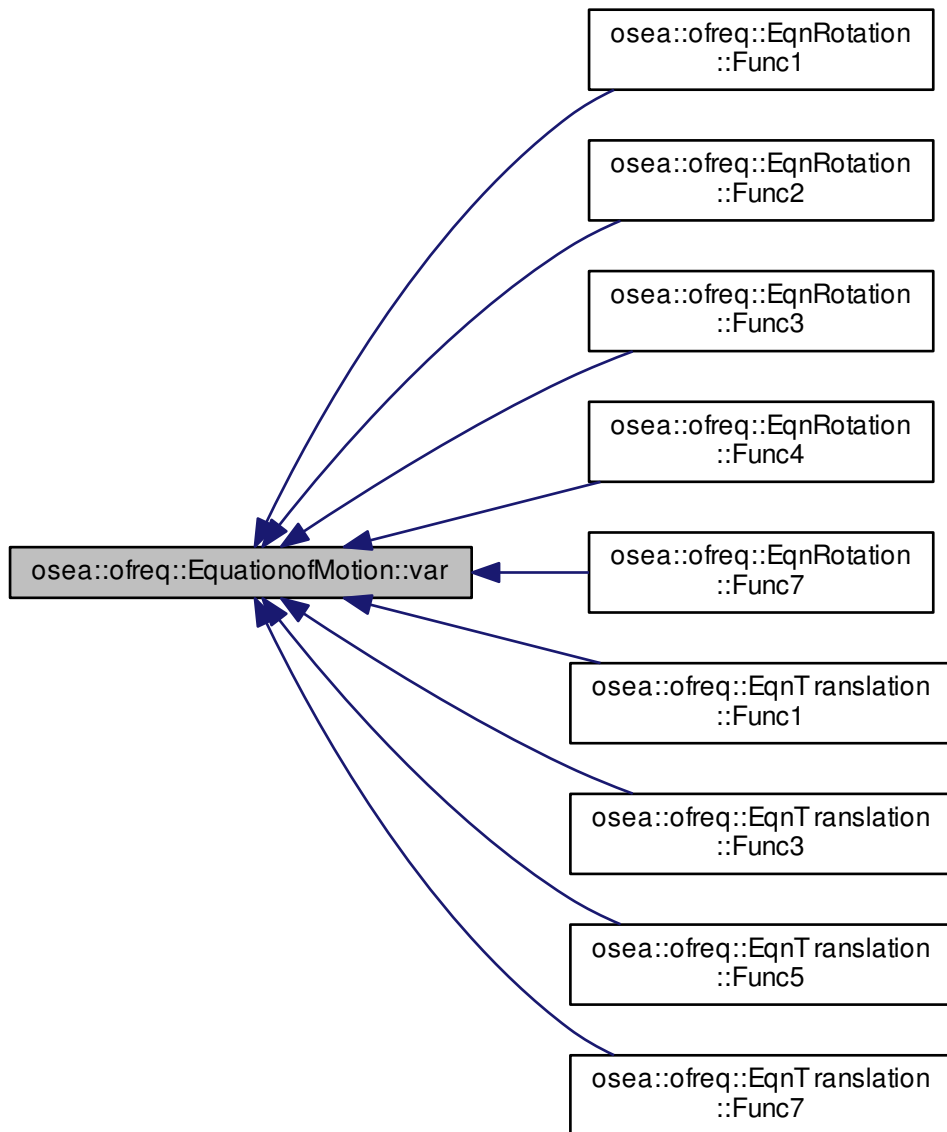 osea::ofreq::EqnRotation
::Func1
osea::ofreq::EqnRotation
::Func2
osea::ofreq::EqnRotation
::Func3
osea::ofreq::EqnRotation
::Func4
osea::ofreq::EquationofMotion::var
osea::ofreq::EqnRotation
::Func7
osea::ofreq::EqnTranslation
::Func1
osea::ofreq::EqnTranslation
::Func3
osea::ofreq::EqnTranslation
::Func5
osea::ofreq::EqnTranslation
::Func7